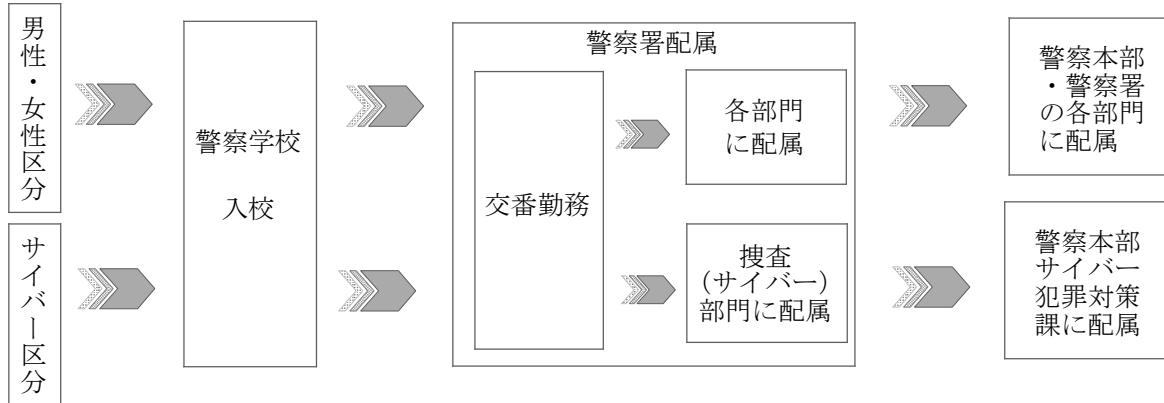 男性・女性区分
サイバー区分
警察学校
入校
警察署配属
交番勤務
各部門
に配属
捜査
(サイバー)
部門に配属
警察本部
・警察署
の各部門
に配属
警察本部
サイバー
犯罪対策
課に配属